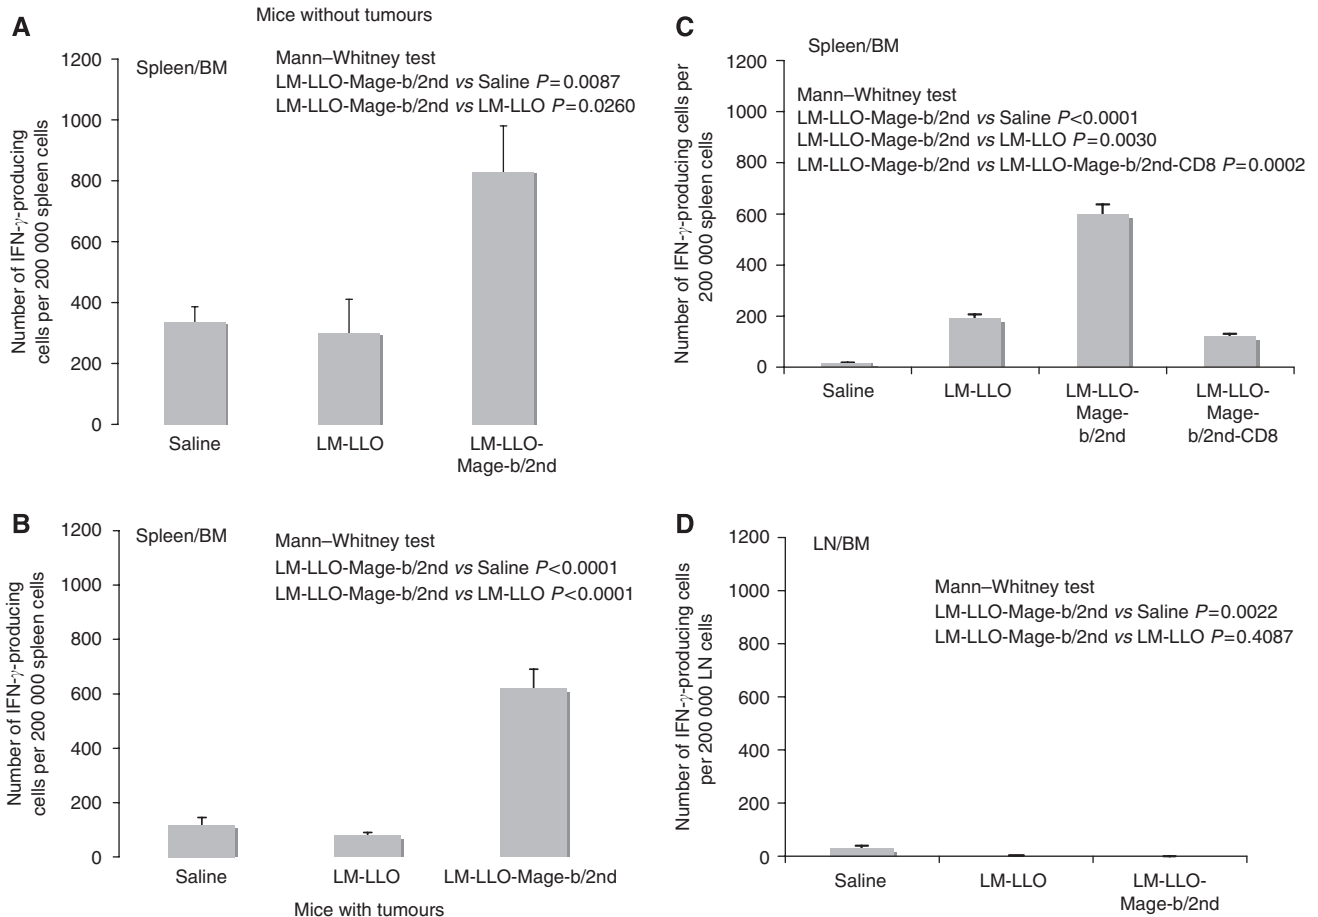 A
Mice without tumours
Number of IFN-γ-producing
cells per 200 000 spleen cells
1200
1000
800
600
400
200
0
Spleen/BM
Mann–Whitney test
LM-LLO-Mage-b/2nd vs Saline P=0.0087
LM-LLO-Mage-b/2nd vs LM-LLO P=0.0260
Saline
LM-LLO
LM-LLO-
Mage-b/2nd
B
Number of IFN-γ-producing
cells per 200 000 spleen cells
1200
1000
800
600
400
200
0
Spleen/BM
Mann–Whitney test
LM-LLO-Mage-b/2nd vs Saline P<0.0001
LM-LLO-Mage-b/2nd vs LM-LLO P<0.0001
Saline
LM-LLO
LM-LLO-Mage-b/2nd
Mice with tumours
C
Number of IFN-γ-producing cells per
200 000 spleen cells
1200
1000
800
600
400
200
0
Spleen/BM
Mann–Whitney test
LM-LLO-Mage-b/2nd vs Saline P<0.0001
LM-LLO-Mage-b/2nd vs LM-LLO P=0.0030
LM-LLO-Mage-b/2nd vs LM-LLO-Mage-b/2nd-CD8 P=0.0002
Saline
LM-LLO
LM-LLO-
Mage-
b/2nd
LM-LLO-
Mage-
b/2nd-CD8
D
Number of IFN-γ-producing cells
per 200 000 LN cells
1200
1000
800
600
400
200
0
LN/BM
Mann–Whitney test
LM-LLO-Mage-b/2nd vs Saline P=0.0022
LM-LLO-Mage-b/2nd vs LM-LLO P=0.4087
Saline
LM-LLO
LM-LLO-
Mage-b/2nd